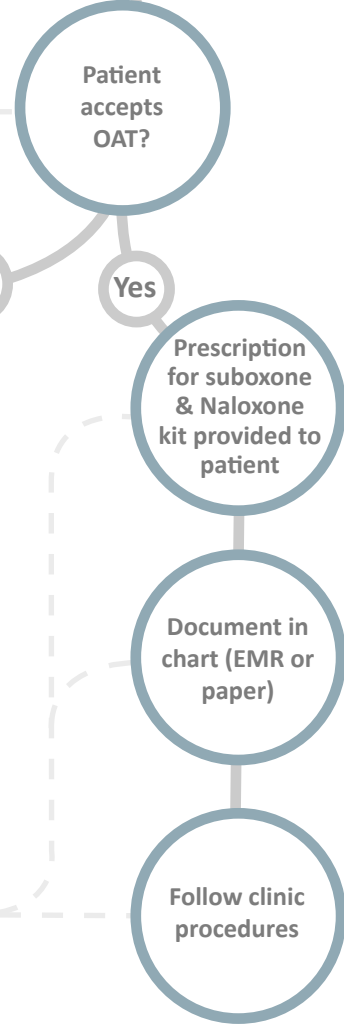 Patient
accepts
OAT?
Yes
Prescription
for suboxone
& Naloxone
kit provided to
patient
Document in
chart (EMR or
paper)
Follow clinic
procedures